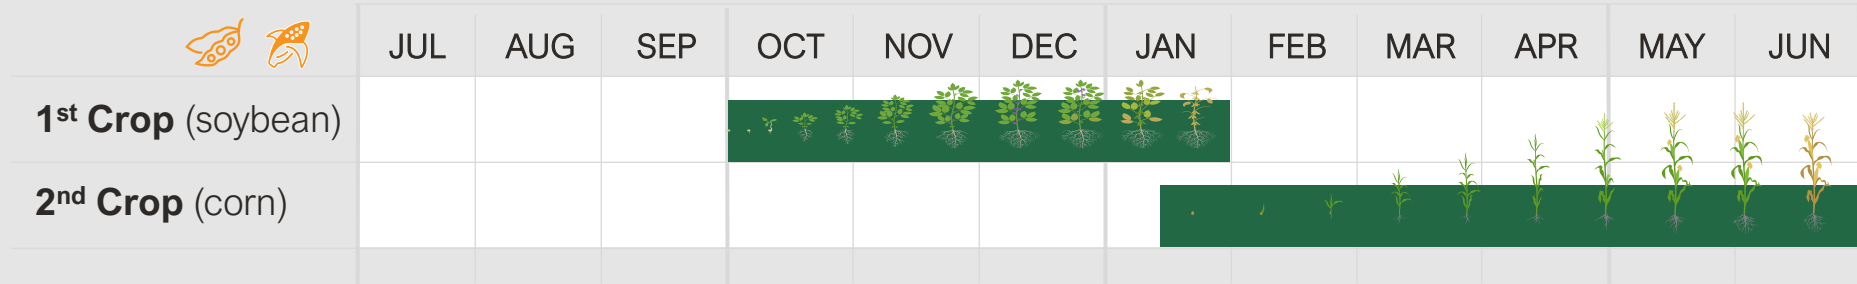 JUL AUG SEP OCT NOV DEC JAN FEB MAR APR MAY JUN
1st Crop (soybean)
2nd Crop (corn)